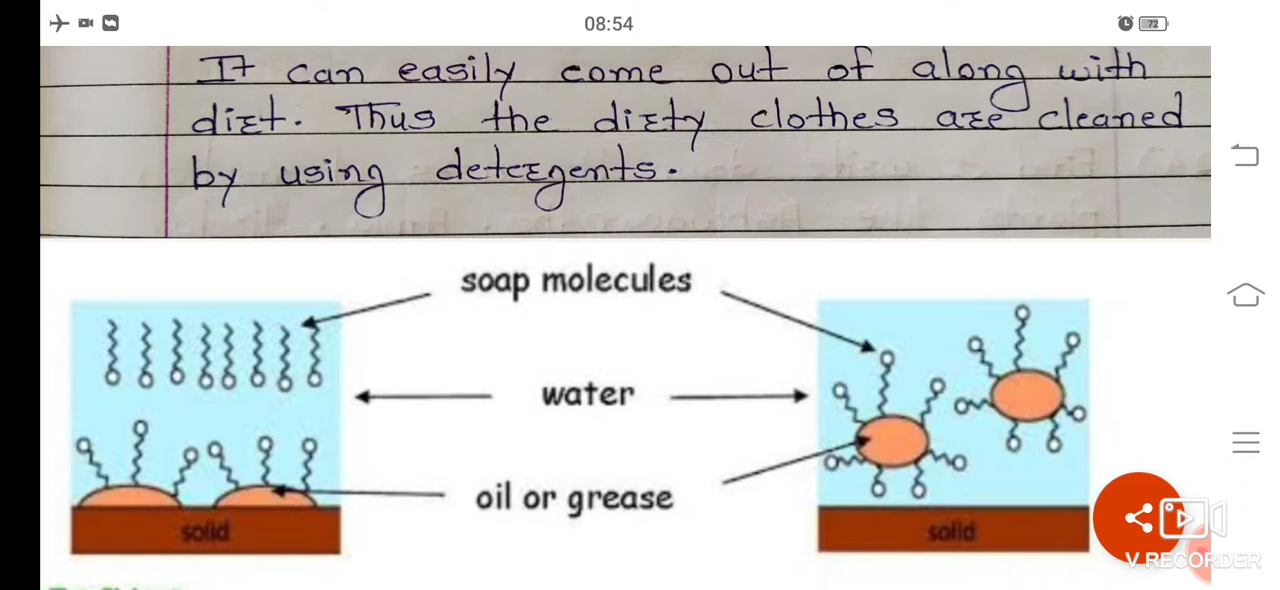 08:54
72
It can easily come out of along with
dirt. Thus the dirty clothes are cleaned
by using detergents.
soap molecules
water
oil or grease
solid
solid
V RECORDER